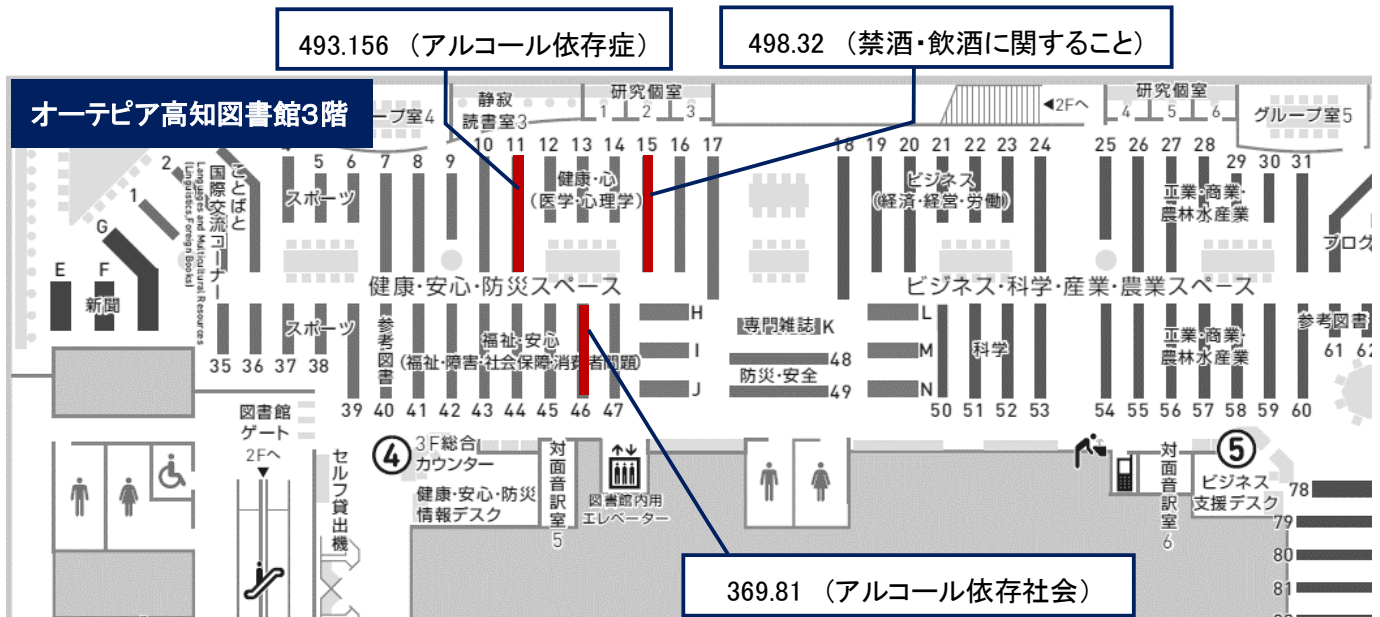 493.156 （アルコール依存症）
498.32 （禁酒・飲酒に関すること）
オーテピア高知図書館３階
ープ室4
静寂
読書室3
研究個室
1 2 3
◀2Fへ
研究個室
4 5 6
グループ室5
4 5 6 7 8 9 10 11 12 13 14 15 16 17 18 19 20 21 22 23 24 25 26 27 28 29 30 31
2
1
G
E F
新聞
ことばと
国際交流コーナー
Languages and Multicultural Resources
(Linguistics, Foreign Books)
スポーツ
健康・心
（医学・心理学）
ビジネス
（経済・経営・労働）
工業・商業・
農林水産業
ブログ
健康・安心・防災スペース
ビジネス・科学・産業・農業スペース
スポーツ
参考図書
福祉・安心
（福祉・障害・社会保障・消費者問題）
H
I
J
専門雑誌 K
48
防災・安全
49
L
M
N
科学
工業・商業・
農林水産業
参考図書
61 62
35 36 37 38
39 40 41 42 43 44 45 46 47
50 51 52 53 54 55 56 57 58 59 60
図書館
ゲート
2Fへ
▼
セルフ貸出機
④
3F総合
カウンター
健康・安心・防災
情報デスク
対面音訳室5
図書館内用
エレベーター
対面音訳室6
⑤
ビジネス
支援デスク
78
79
80
81
369.81 （アルコール依存社会）